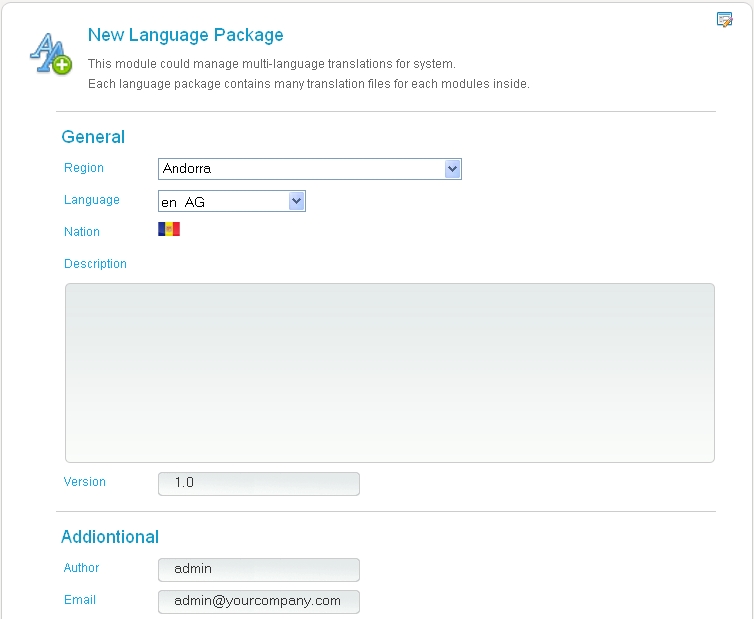 New Language Package
This module could manage multi-language translations for system.
Each language package contains many translation files for each modules inside.
General
Region Andorra
Language en AG
Nation
Description
Version 1.0
Addiontional
Author admin
Email admin@yourcompany.com